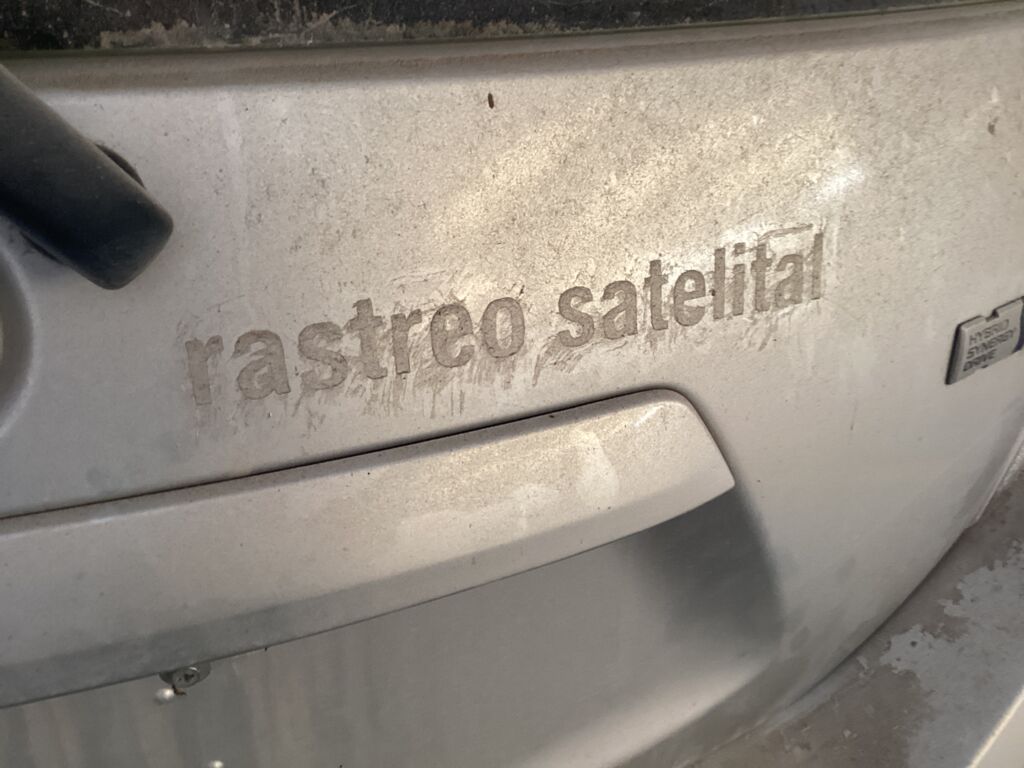 rastreo satelital
HYBRID
SYNERGY
DRIVE